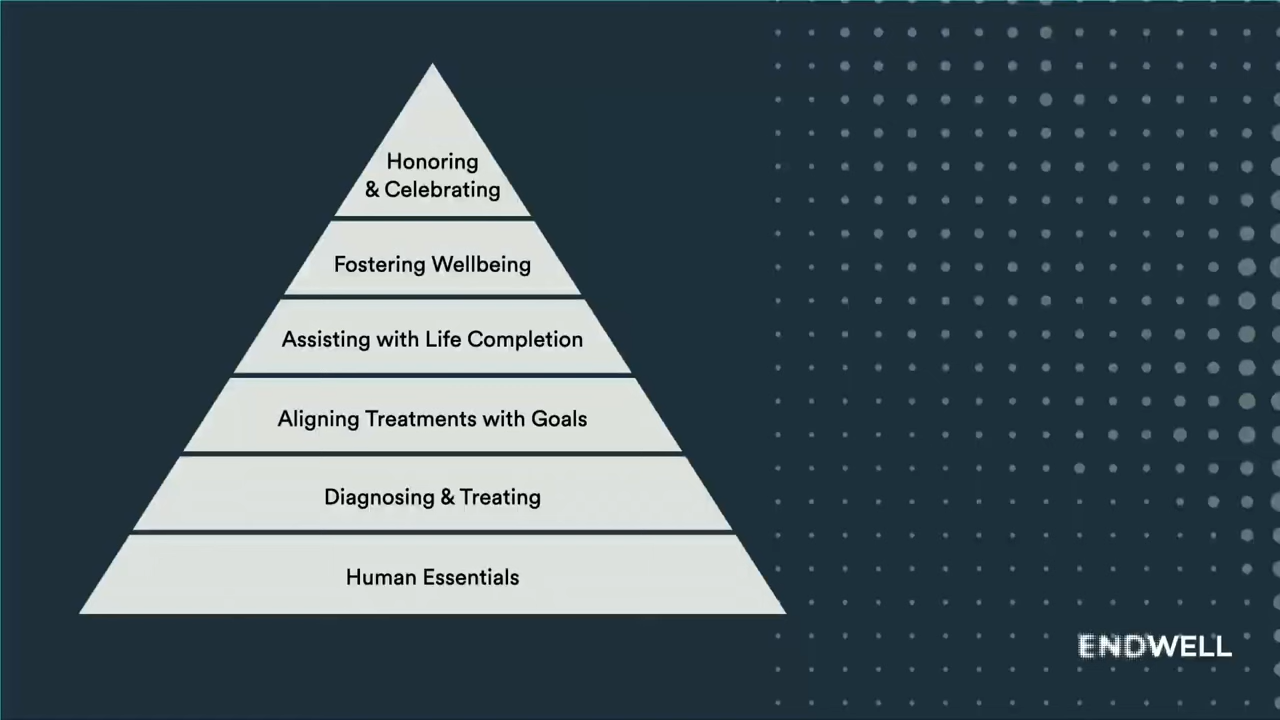 Honoring
& Celebrating
Fostering Wellbeing
Assisting with Life Completion
Aligning Treatments with Goals
Diagnosing & Treating
Human Essentials
ENDWELL